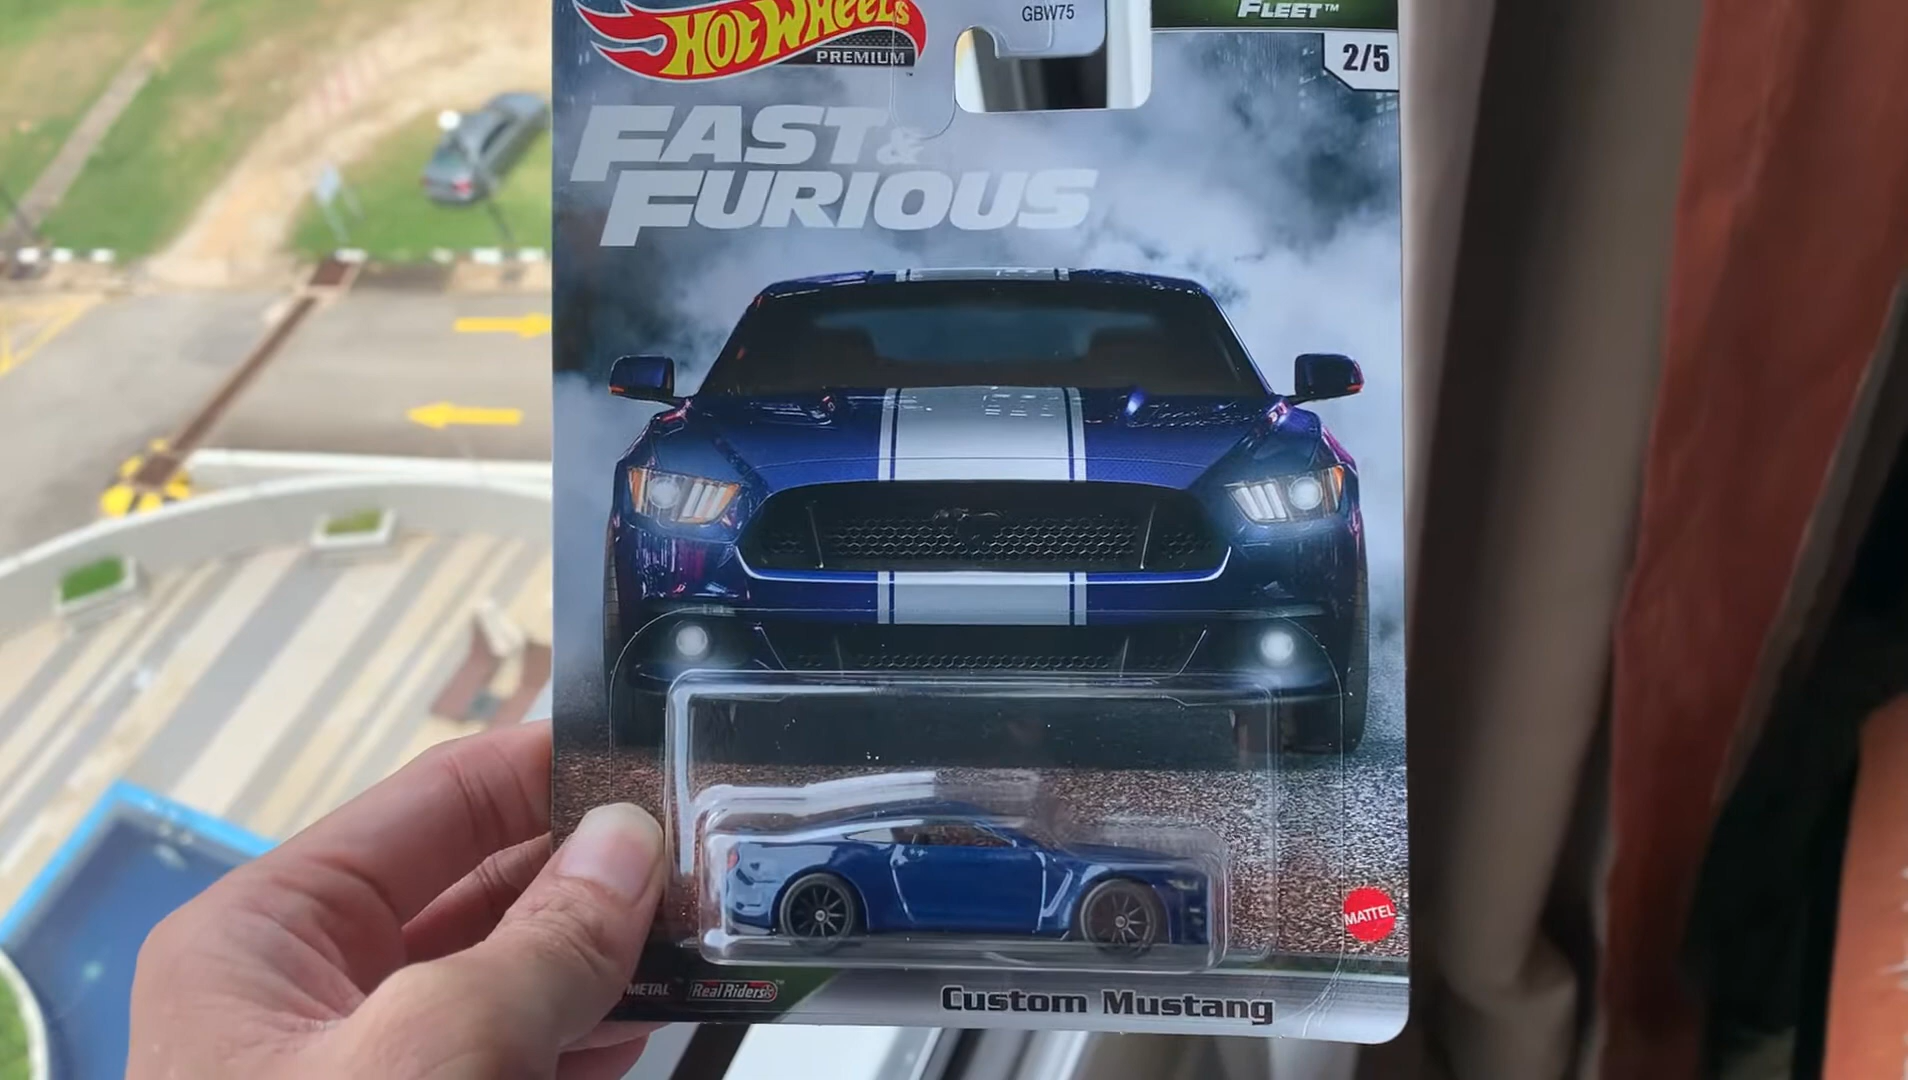 HOT WHEELS
PREMIUM
GBW75
FLEET™
2/5
FAST &
FURIOUS
MATTEL
METAL
Real Riders
Custom Mustang